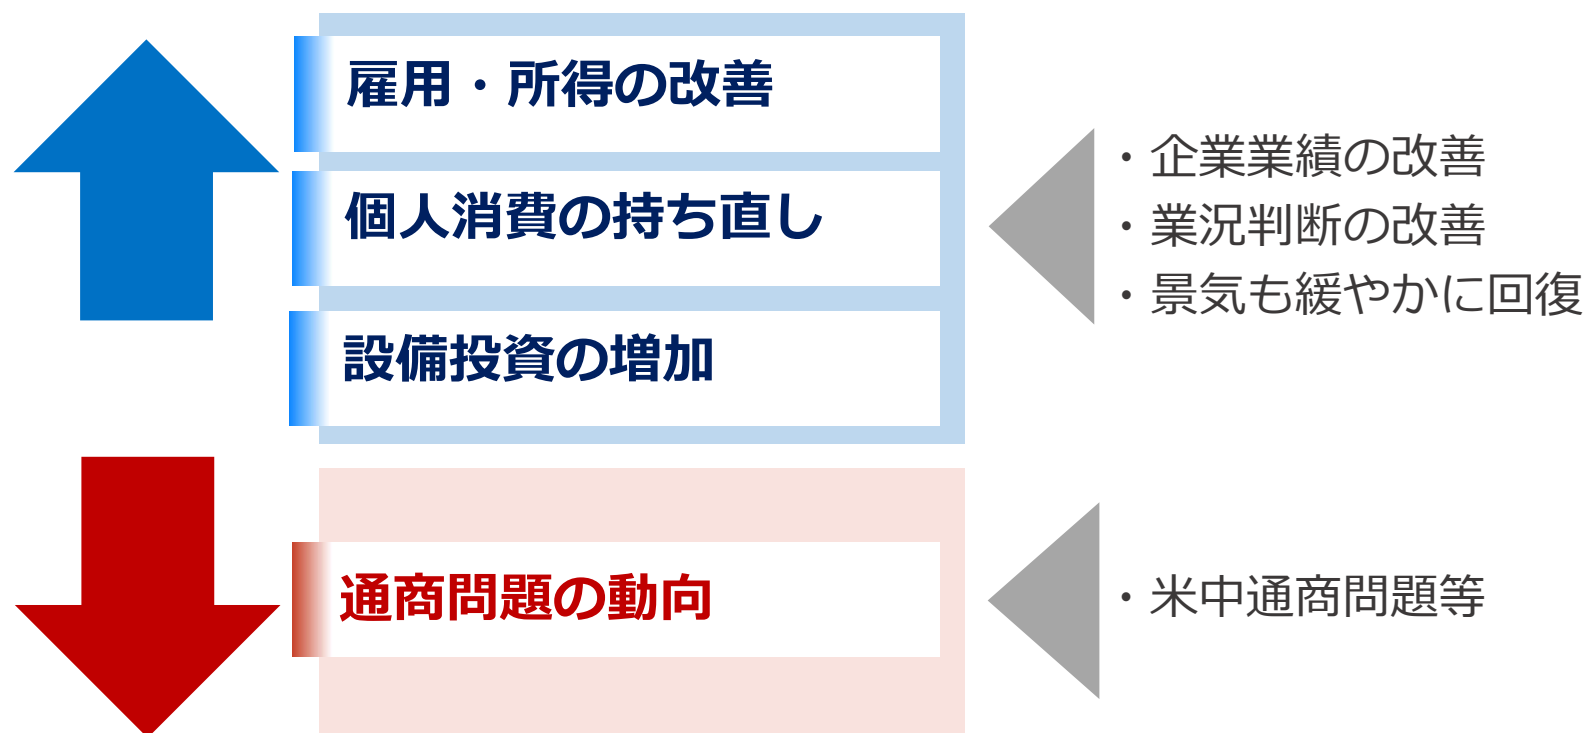 雇用・所得の改善
個人消費の持ち直し
設備投資の増加
・企業業績の改善
・業況判断の改善
・景気も緩やかに回復
通商問題の動向
・米中通商問題等